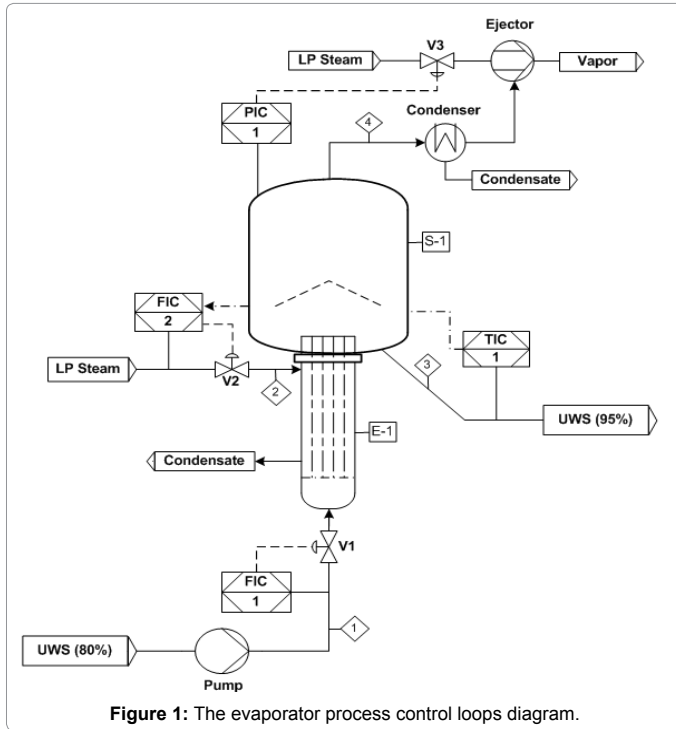 Ejector
V3
LP Steam
Vapor
PIC
1
4
Condenser
Condensate
S-1
FIC
2
TIC
1
LP Steam
V2
2
3
UWS (95%)
E-1
Condensate
V1
FIC
1
1
UWS (80%)
Pump
Figure 1: The evaporator process control loops diagram.